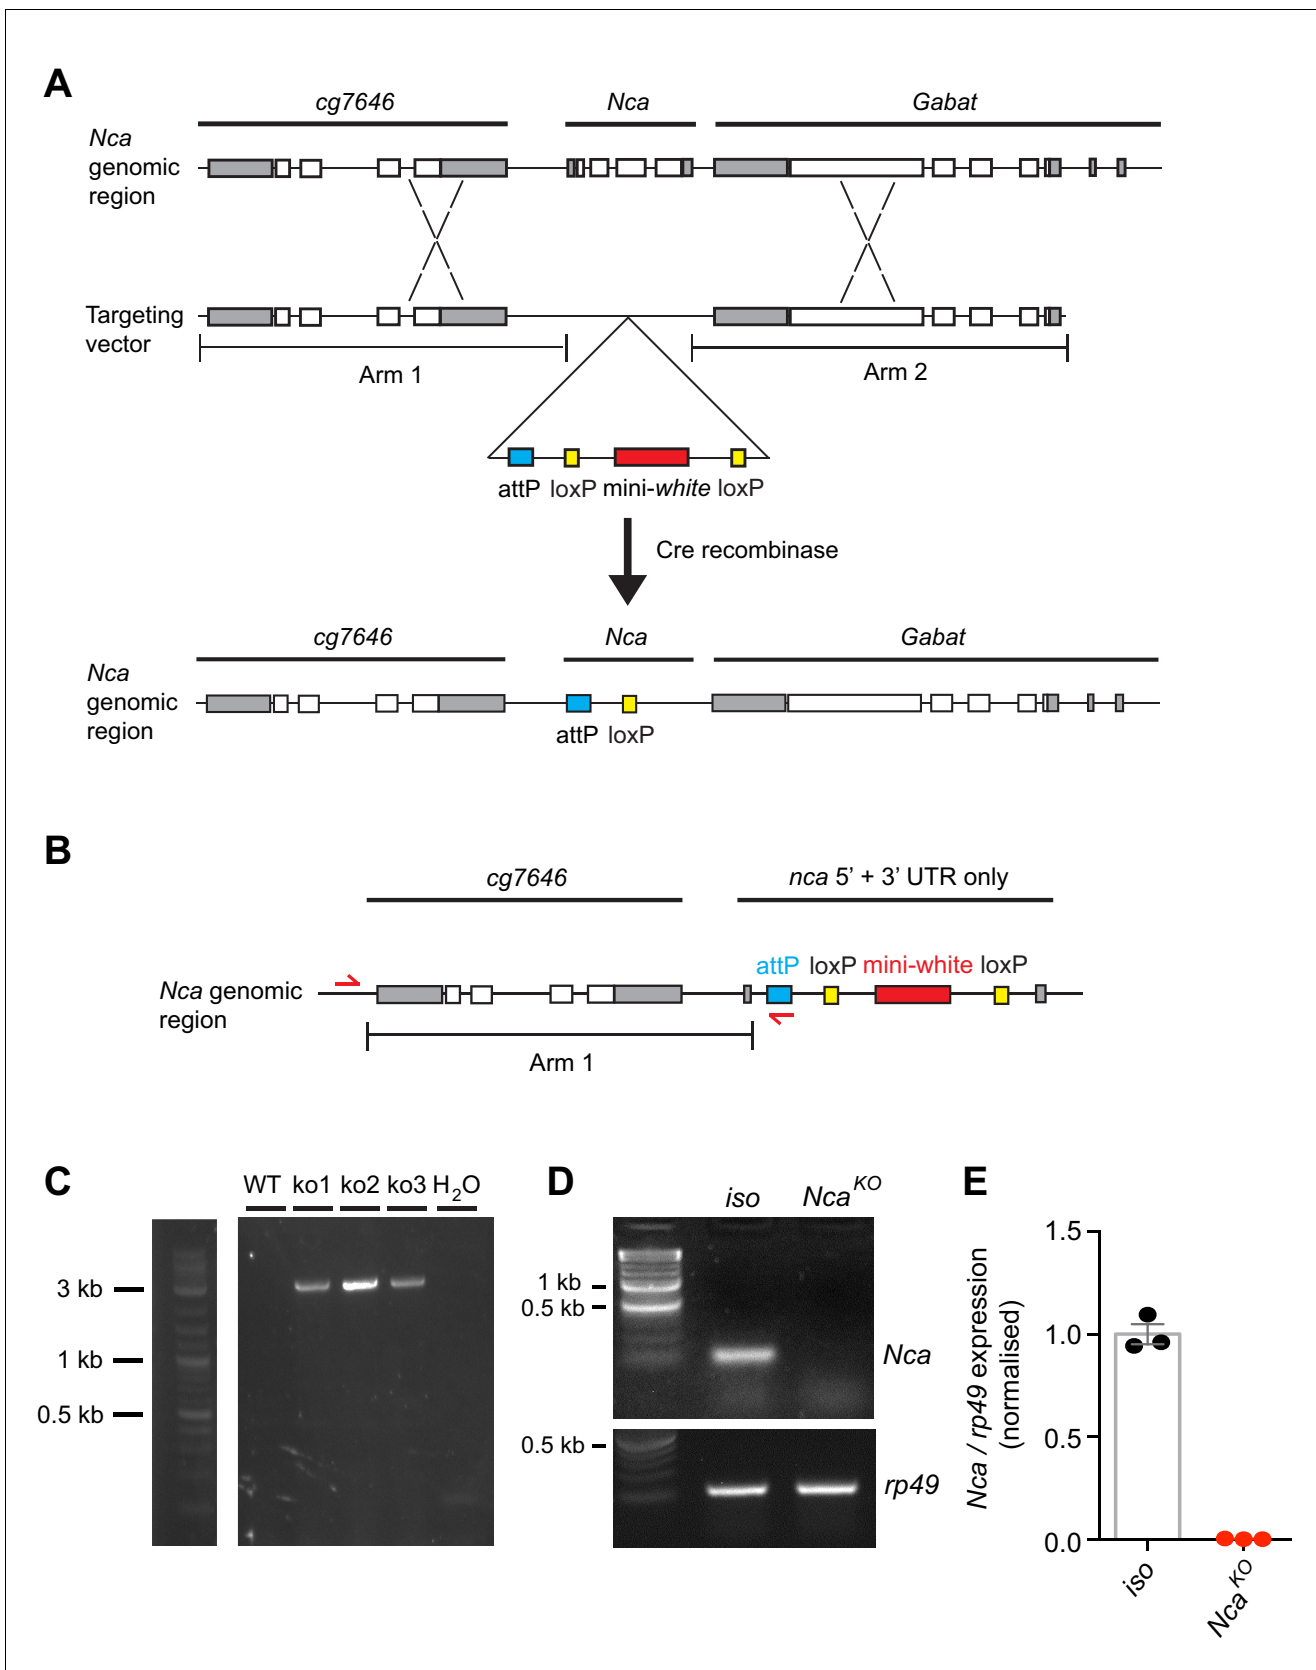 A
cg7646 Nca Gabat
Nca
genomic
region
Targeting
vector
Arm 1 Arm 2
attP loxP mini-white loxP
Cre recombinase
cg7646 Nca Gabat
Nca
genomic
region
attP loxP
B
cg7646 nca 5’ + 3’ UTR only
attP loxP mini-white loxP
Nca genomic
region
Arm 1
C
WT ko1 ko2 ko3 H2O
3 kb
1 kb
0.5 kb
D
iso NcaKO
1 kb
0.5 kb
Nca
0.5 kb
rp49
E
Nca / rp49 expression
(normalised)
1.5
1.0
0.5
0.0
iso
NcaKO